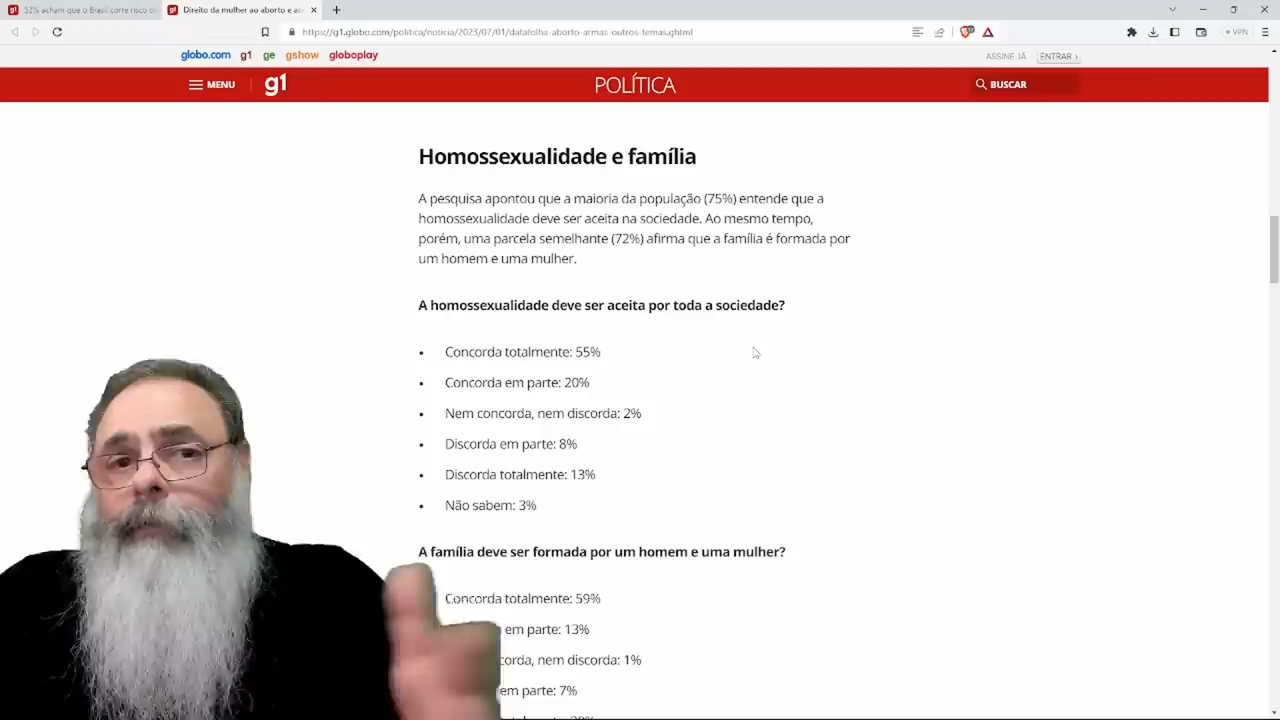 52% acham que o Brasil corre risco de
Direito da mulher ao aborto e ac
https://g1.globo.com/politica/noticia/2023/07/01/datafolha-aborto-armas-outros-temas.ghtml
VPN
globo.com g1 ge gshow globoplay
ASSINE JÁ ENTRAR ›
MENU g1 POLÍTICA BUSCAR
Homossexualidade e família
A pesquisa apontou que a maioria da população (75%) entende que a
homossexualidade deve ser aceita na sociedade. Ao mesmo tempo,
porém, uma parcela semelhante (72%) afirma que a família é formada por
um homem e uma mulher.
A homossexualidade deve ser aceita por toda a sociedade?
• Concorda totalmente: 55%
• Concorda em parte: 20%
• Nem concorda, nem discorda: 2%
• Discorda em parte: 8%
• Discorda totalmente: 13%
• Não sabem: 3%
A família deve ser formada por um homem e uma mulher?
Concorda totalmente: 59%
em parte: 13%
corda, nem discorda: 1%
em parte: 7%